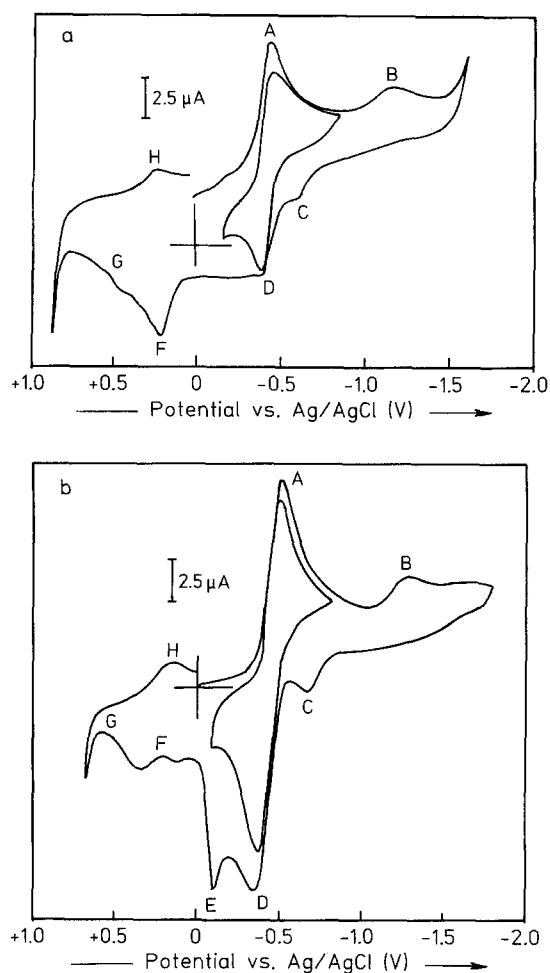 a
A
B
2.5 µA
H
C
G
D
F
+1.0 +0.5 0 -0.5 -1.0 -1.5 -2.0
Potential vs. Ag/AgCl (V)
b
A
B
2.5 µA
H
C
G
F
E D
+1.0 +0.5 0 -0.5 -1.0 -1.5 -2.0
Potential vs. Ag/AgCl (V)